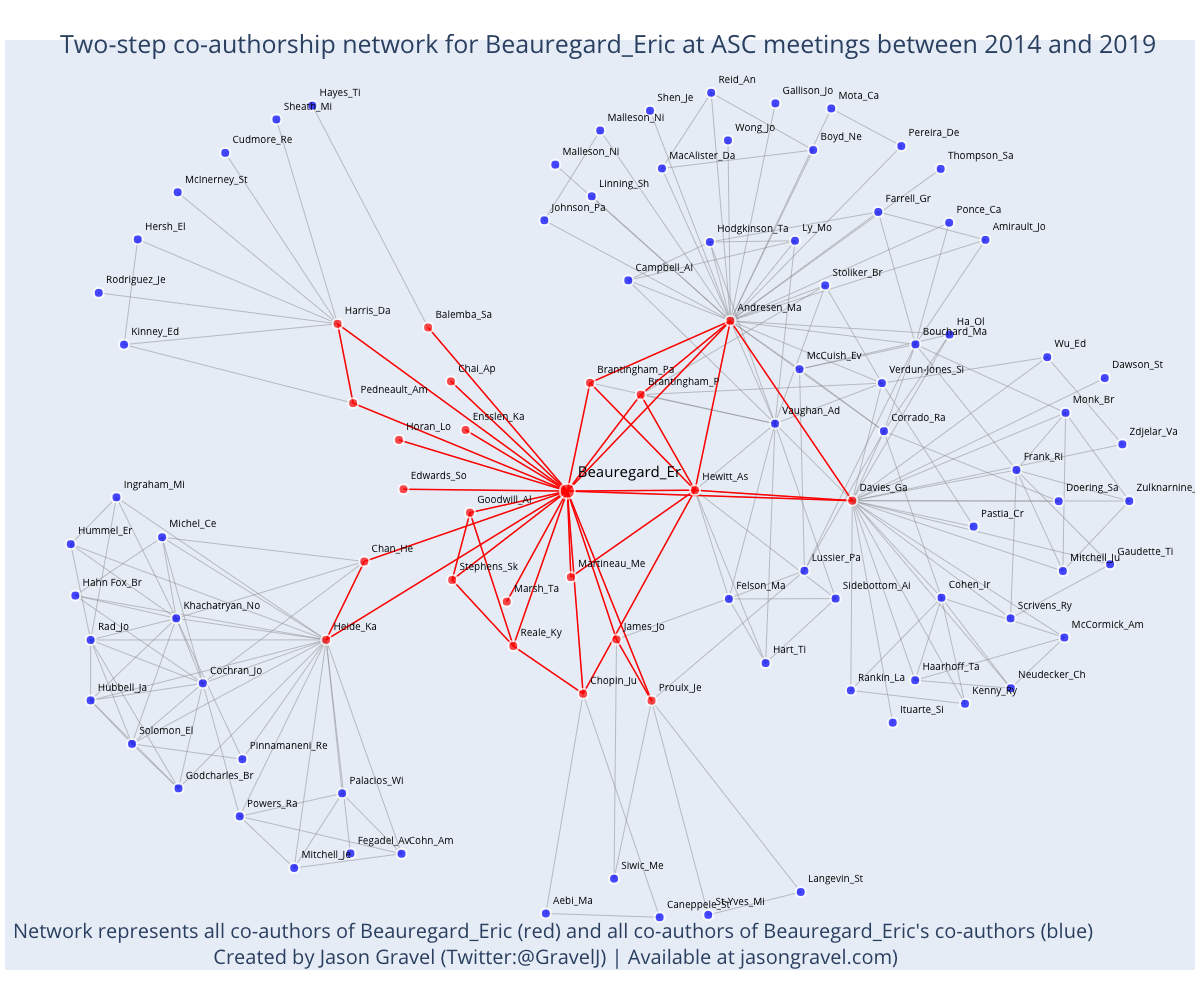 Two-step co-authorship network for Beauregard_Eric at ASC meetings between 2014 and 2019
Reid_An
Hayes_Ti
Gallison_Jo
Mota_Ca
Shen_Je
Sheath_Mi
Malleson_Ni
Wong_Jo
Pereira_De
Boyd_Ne
Cudmore_Re
Malleson_Ni
MacAlister_Da
Thompson_Sa
McInerney_St
Linning_Sh
Farrell_Gr
Johnson_Pa
Ponce_Ca
Hersh_El
Hodgkinson_Ta
Ly_Mo
Amirault_Jo
Campbell_Al
Stoliker_Br
Rodriguez_Je
Harris_Da
Balemba_Sa
Andresen_Ma
Ha_Ol
Bouchard_Ma
Kinney_Ed
Wu_Ed
McCuish_Ev
Chai_Ap
Brantingham_Pa
Brantingham_P
Verdun-Jones_Si
Dawson_St
Pedneault_Am
Monk_Br
Ensslen_Ka
Vaughan_Ad
Corrado_Ra
Horan_Lo
Zdjelar_Va
Frank_Ri
Beauregard_Er
Edwards_So
Hewitt_As
Ingraham_Mi
Davies_Ga
Doering_Sa
Zulknarnine_
Goodwill_Al
Michel_Ce
Pastia_Cr
Hummel_Er
Chan_He
Lussier_Pa
Mitchell_Ju
Gaudette_Ti
Stephens_Sk
Martineau_Me
Hahn Fox_Br
Marsh_Ta
Felson_Ma
Sidebottom_Ai
Cohen_Ir
Khachatryan_No
Scrivens_Ry
Rad_Jo
Heide_Ka
Reale_Ky
James_Jo
McCormick_Am
Cochran_Jo
Hart_Ti
Haarhoff_Ta
Neudecker_Ch
Hubbell_Ja
Chopin_Ju
Proulx_Je
Rankin_La
Kenny_Ry
Ituarte_Si
Solomon_El
Pinnamaneni_Re
Godcharles_Br
Palacios_Wi
Powers_Ra
Fegadel_Av
Cohn_Am
Mitchell_Je
Siwic_Me
Langevin_St
Aebi_Ma
Caneppele_St
St-Yves_Mi
Network represents all co-authors of Beauregard_Eric (red) and all co-authors of Beauregard_Eric's co-authors (blue)
Created by Jason Gravel (Twitter:@GravelJ) | Available at jasongravel.com)